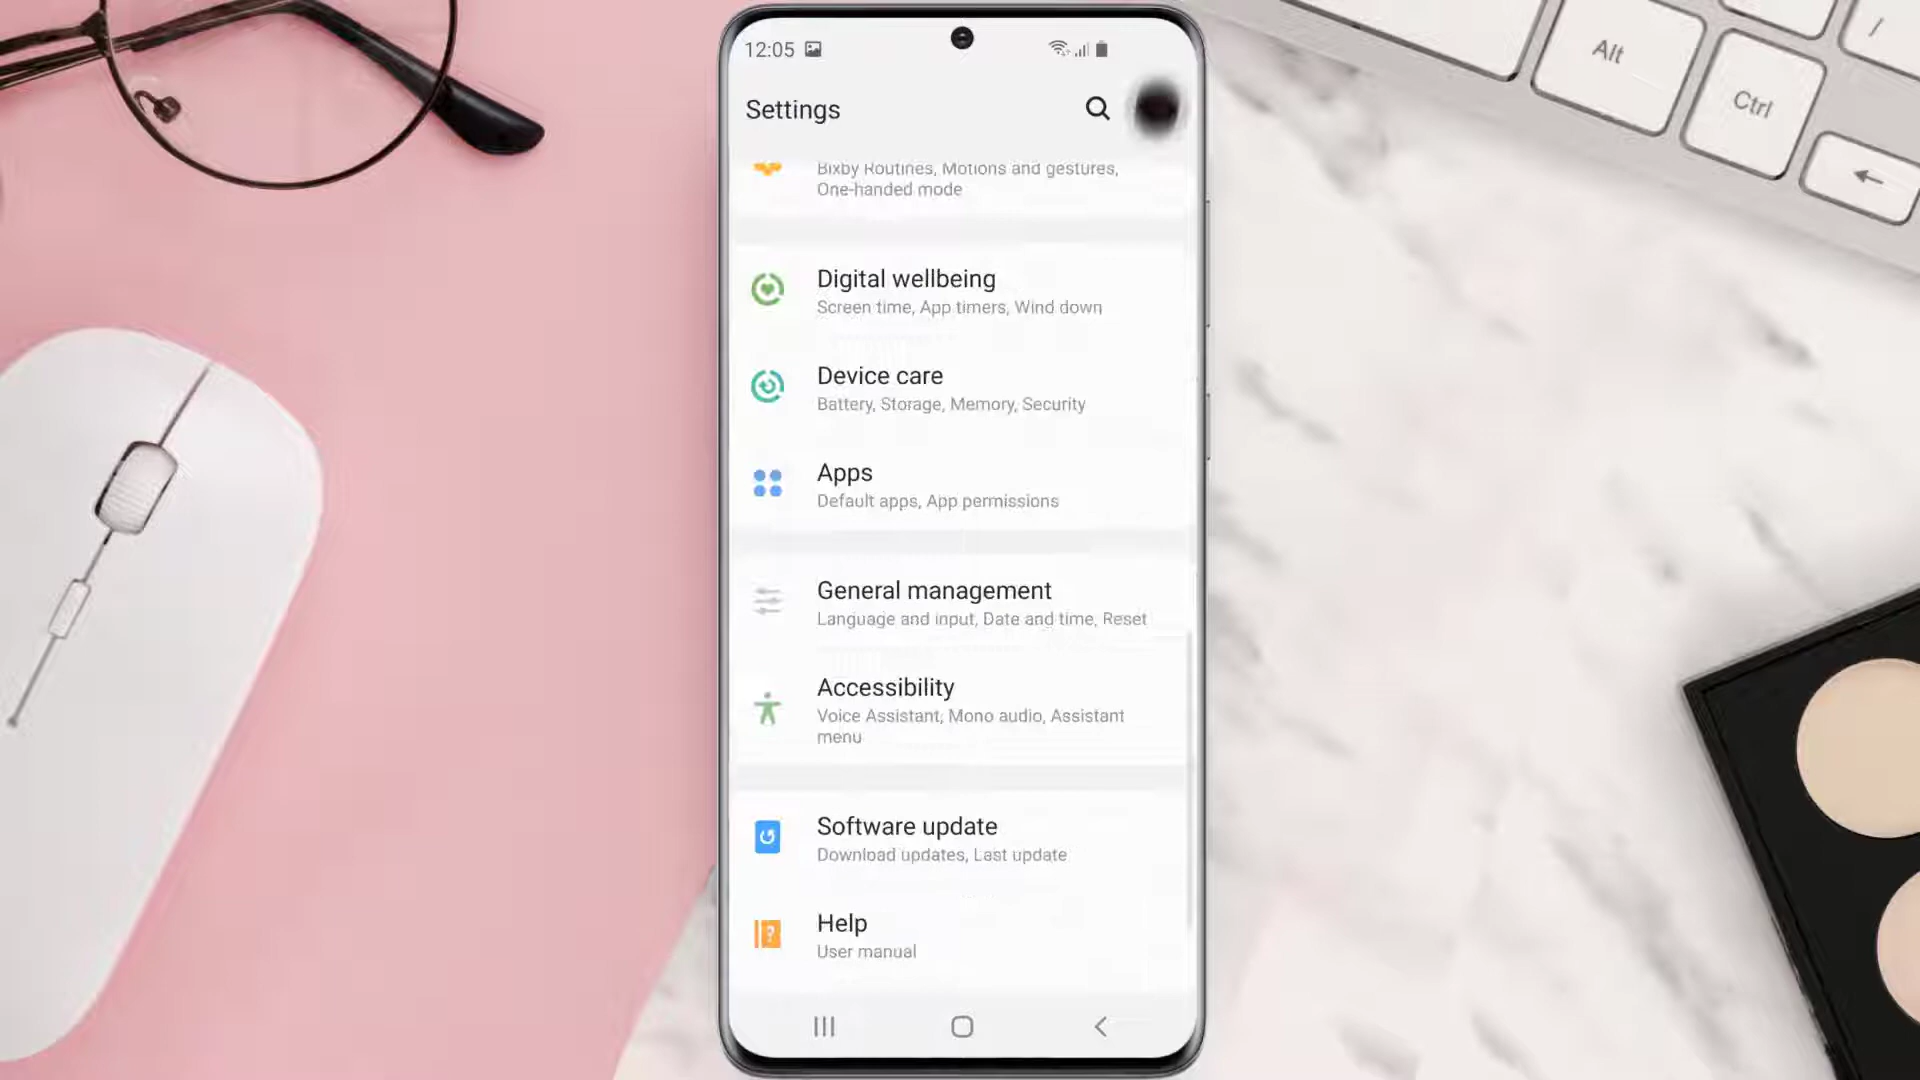 Alt
/
Ctrl
←
12:05
Settings
Bixby Routines, Motions and gestures,
One-handed mode
Digital wellbeing
Screen time, App timers, Wind down
Device care
Battery, Storage, Memory, Security
Apps
Default apps, App permissions
General management
Language and input, Date and time, Reset
Accessibility
Voice Assistant, Mono audio, Assistant
menu
Software update
Download updates, Last update
Help
User manual